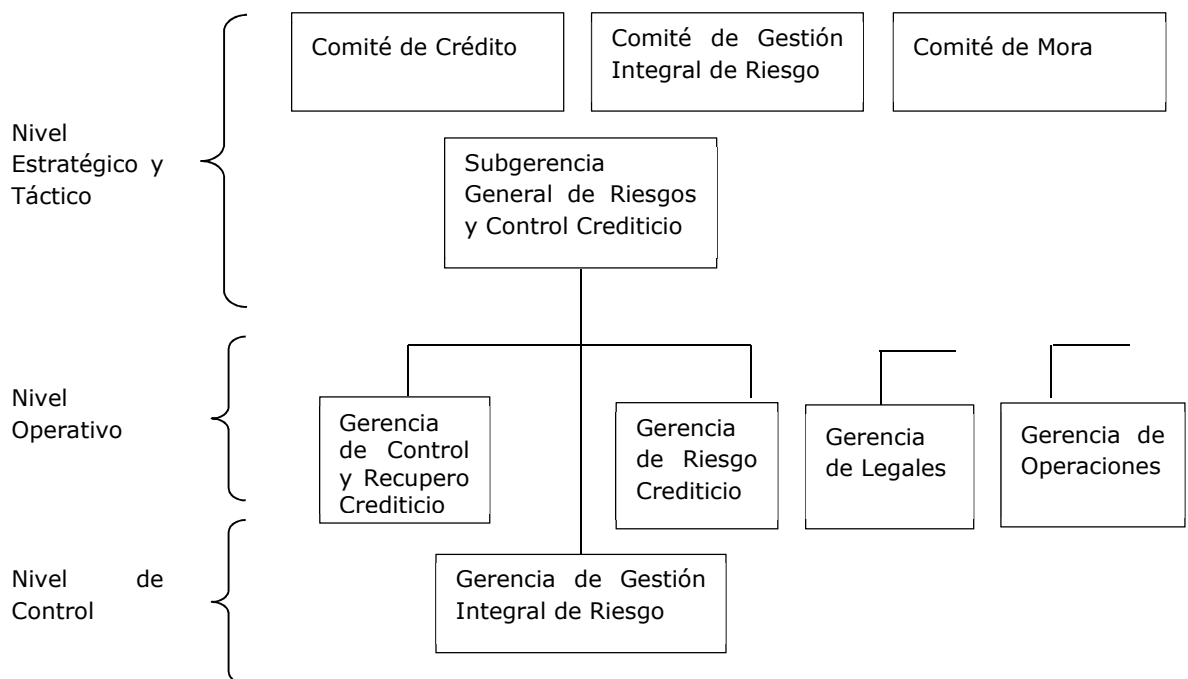 Comité de Crédito
Comité de Gestión
Integral de Riesgo
Comité de Mora
Nivel
Estratégico y
Táctico
Subgerencia
General de Riesgos
y Control Crediticio
Nivel
Operativo
Gerencia
de Control
y Recupero
Crediticio
Gerencia
de Riesgo
Crediticio
Gerencia
de Legales
Gerencia de
Operaciones
Nivel de
Control
Gerencia de Gestión
Integral de Riesgo